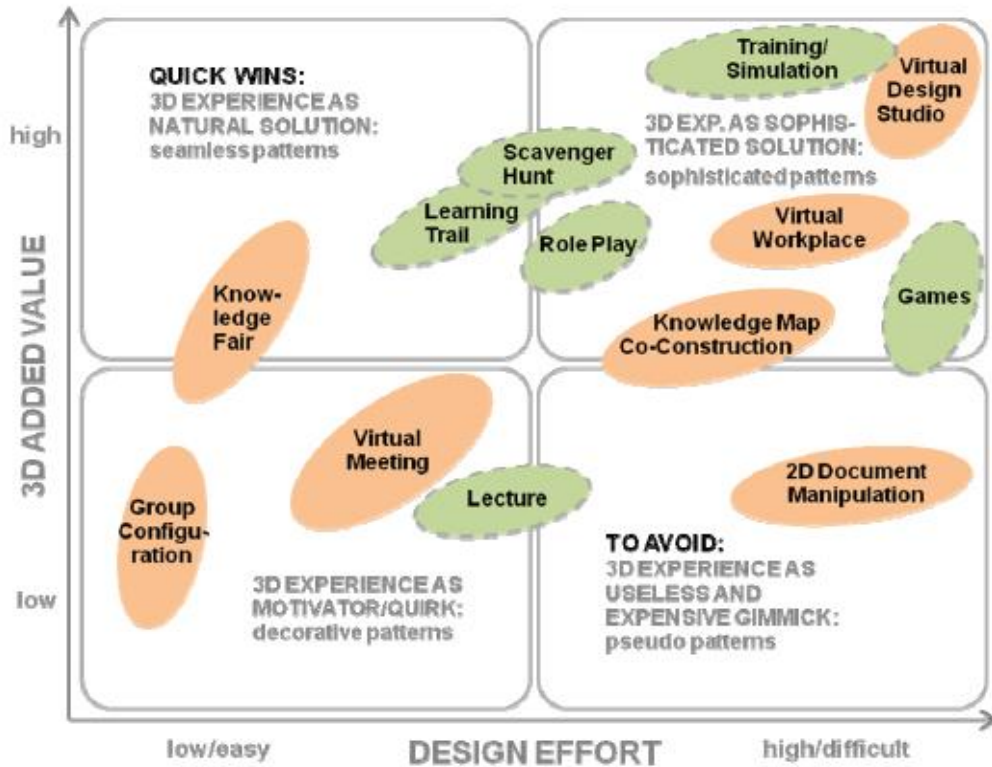 3D ADDED VALUE
high
low
QUICK WINS:
3D EXPERIENCE AS
NATURAL SOLUTION:
seamless patterns
Training/
Simulation
Virtual
Design
Studio
3D EXP. AS SOPHIS-
TICATED SOLUTION:
sophisticated patterns
Scavenger
Hunt
Learning
Trail
Role Play
Virtual
Workplace
Know-
ledge
Fair
Games
Knowledge Map
Co-Construction
Virtual
Meeting
Lecture
Group
Configu-
ration
3D EXPERIENCE AS
MOTIVATOR/QUIRK:
decorative patterns
2D Document
Manipulation
TO AVOID:
3D EXPERIENCE AS
USELESS AND
EXPENSIVE GIMMICK:
pseudo patterns
low/easy
DESIGN EFFORT
high/difficult